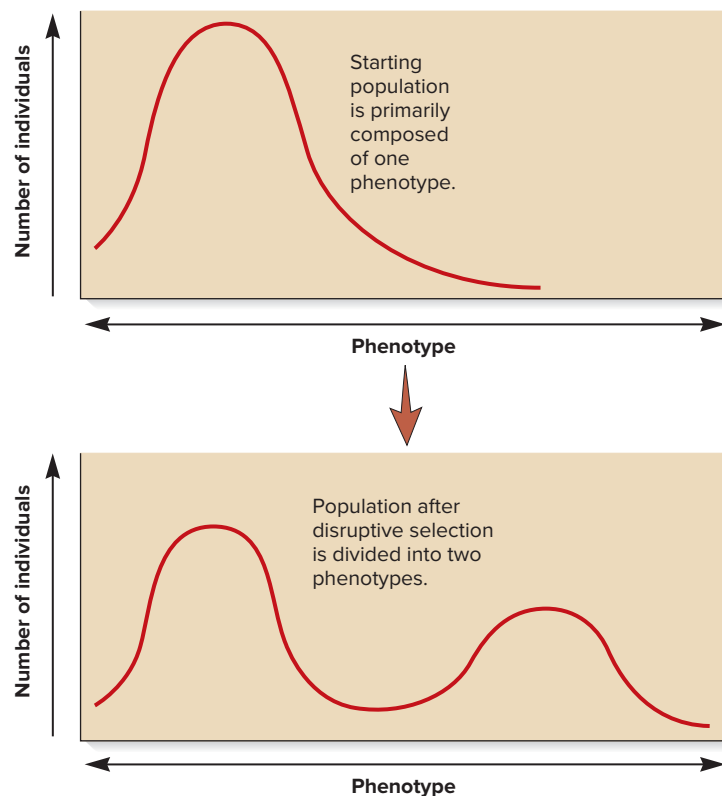 Number of individuals
Starting
population
is primarily
composed
of one
phenotype.
Phenotype
Number of individuals
Population after
disruptive selection
is divided into two
phenotypes.
Phenotype